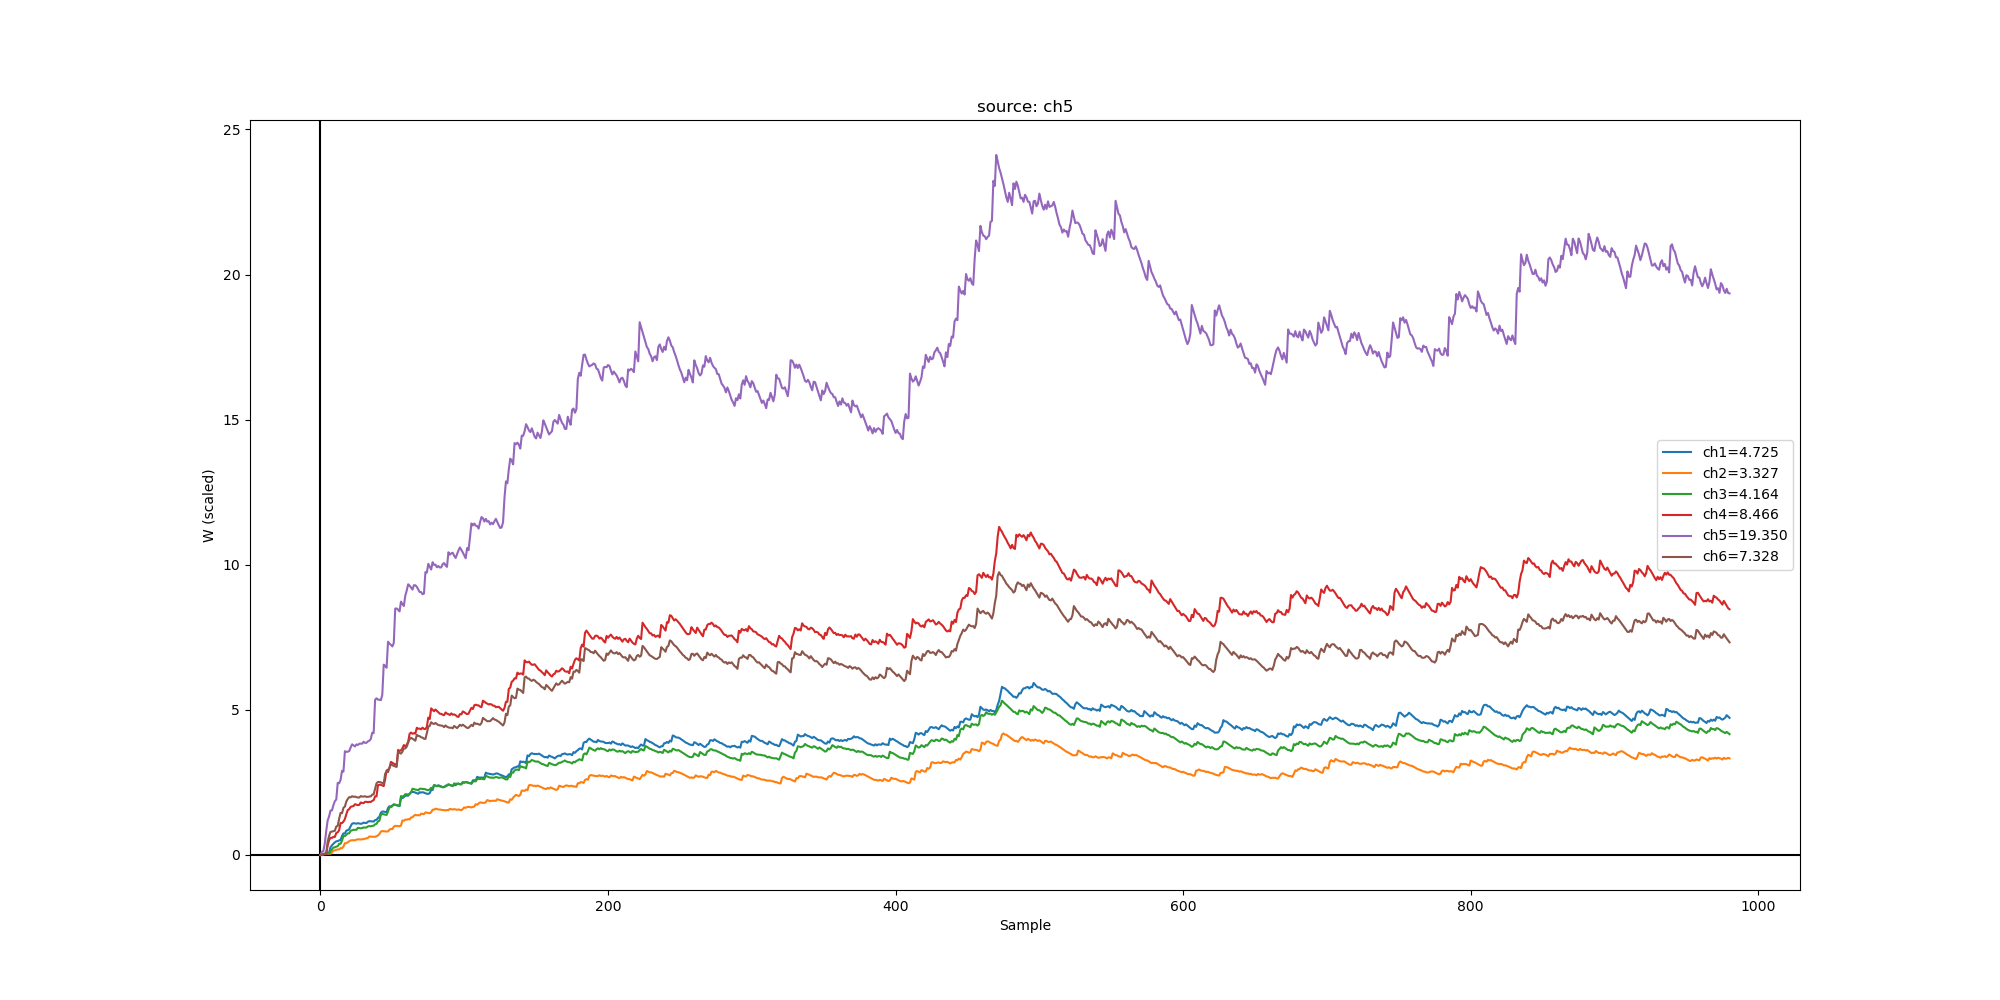 source: ch5
25
20
15
10
5
0
W (scaled)
ch1=4.725
ch2=3.327
ch3=4.164
ch4=8.466
ch5=19.350
ch6=7.328
0 200 400 600 800 1000
Sample